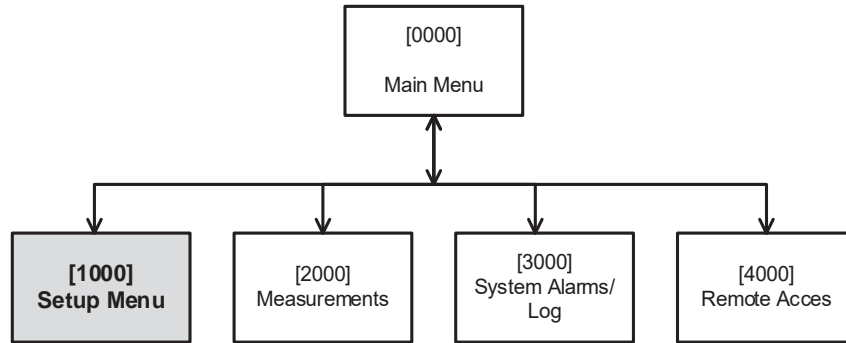 [0000]
Main Menu
[1000]
Setup Menu
[2000]
Measurements
[3000]
System Alarms/
Log
[4000]
Remote Acces